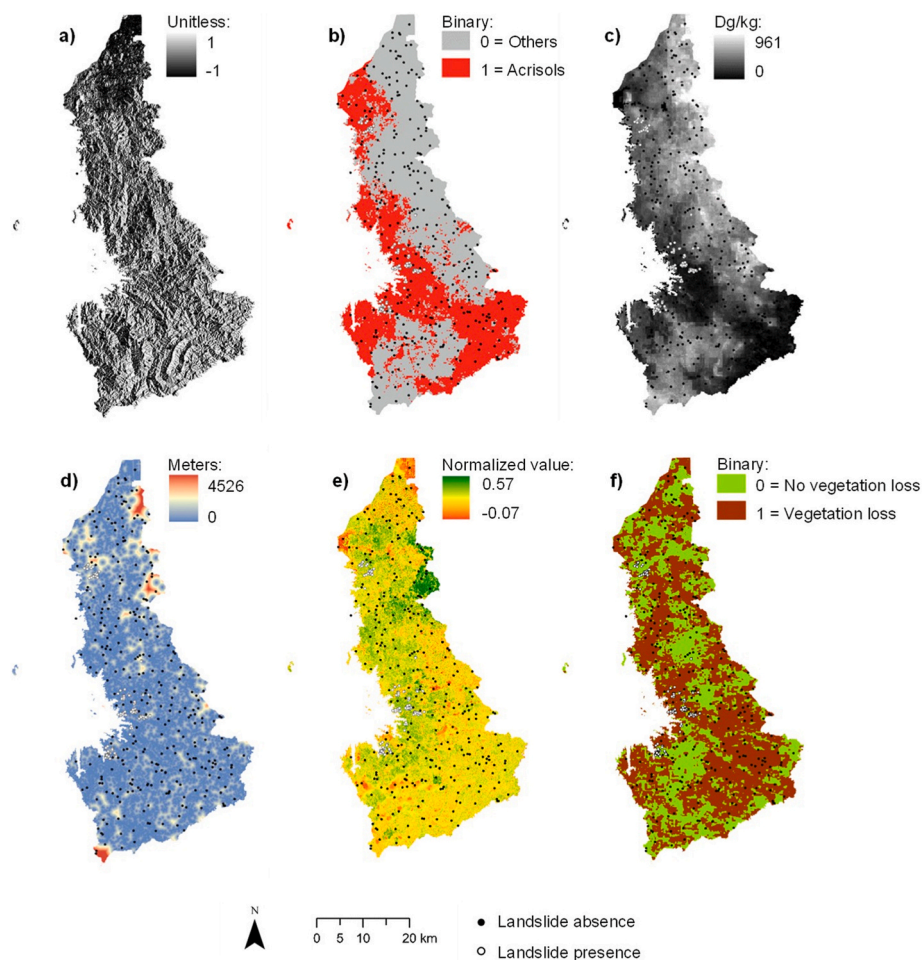 a)
Unitless:
1
-1
b)
Binary:
0 = Others
1 = Acrisols
c)
Dg/kg:
961
0
d)
Meters:
4526
0
e)
Normalized value:
0.57
-0.07
f)
Binary:
0 = No vegetation loss
1 = Vegetation loss
N
0 5 10 20 km
Landslide absence
Landslide presence